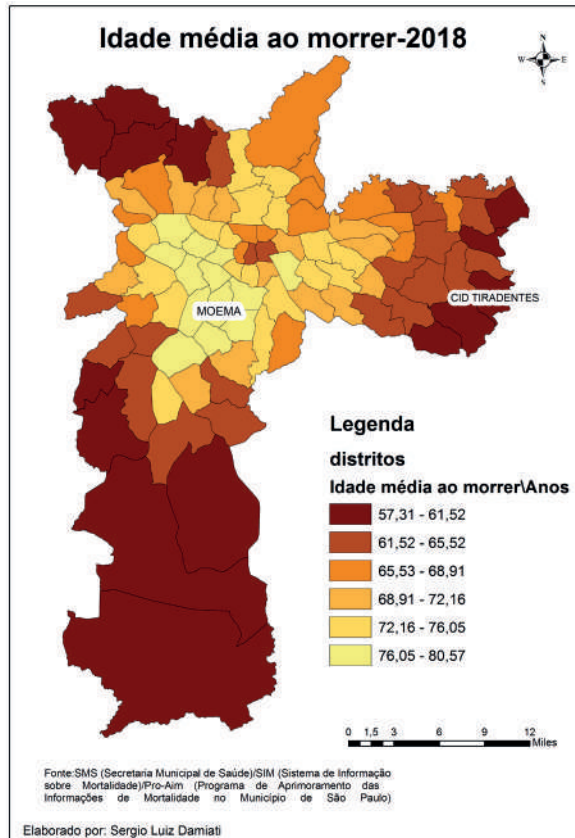 Idade média ao morrer-2018
N
W E
N
MOEMA
CID TIRADENTES
Legenda
distritos
Idade média ao morrer\Anos
57,31 - 61,52
61,52 - 65,52
65,53 - 68,91
68,91 - 72,16
72,16 - 76,05
76,05 - 80,57
0 1,5 3 6 9 12
Miles
Fonte:SMS (Secretaria Municipal de Saúde)/SIM (Sistema de Informação
sobre Mortalidade)/Pro-Aim (Programa de Aprimoramento das
Informações de Mortalidade no Município de São Paulo)
Elaborado por: Sergio Luiz Damiati